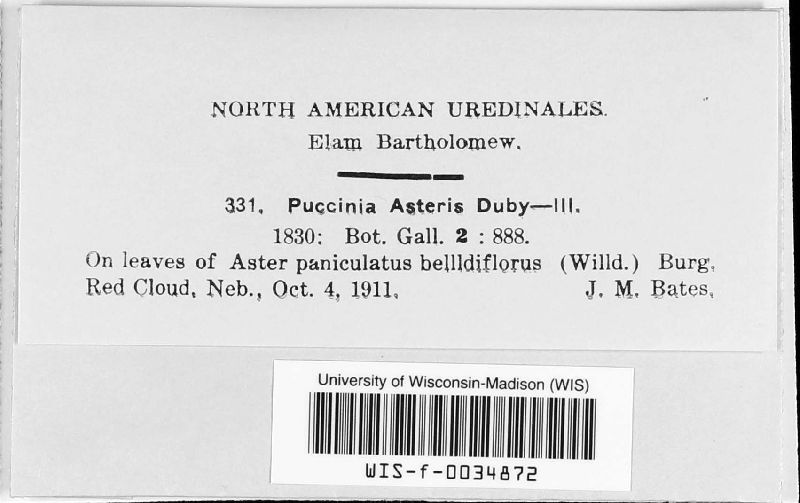 NORTH AMERICAN UREDINALES.
Elam Bartholomew.
331. Puccinia Asteris Duby—III.
1830: Bot. Gall. 2 : 888.
On leaves of Aster paniculatus bellidiflorus (Willd.) Burg.
Red Cloud, Neb., Oct. 4, 1911. J. M. Bates.
University of Wisconsin-Madison (WIS)
WIS-f-0034872